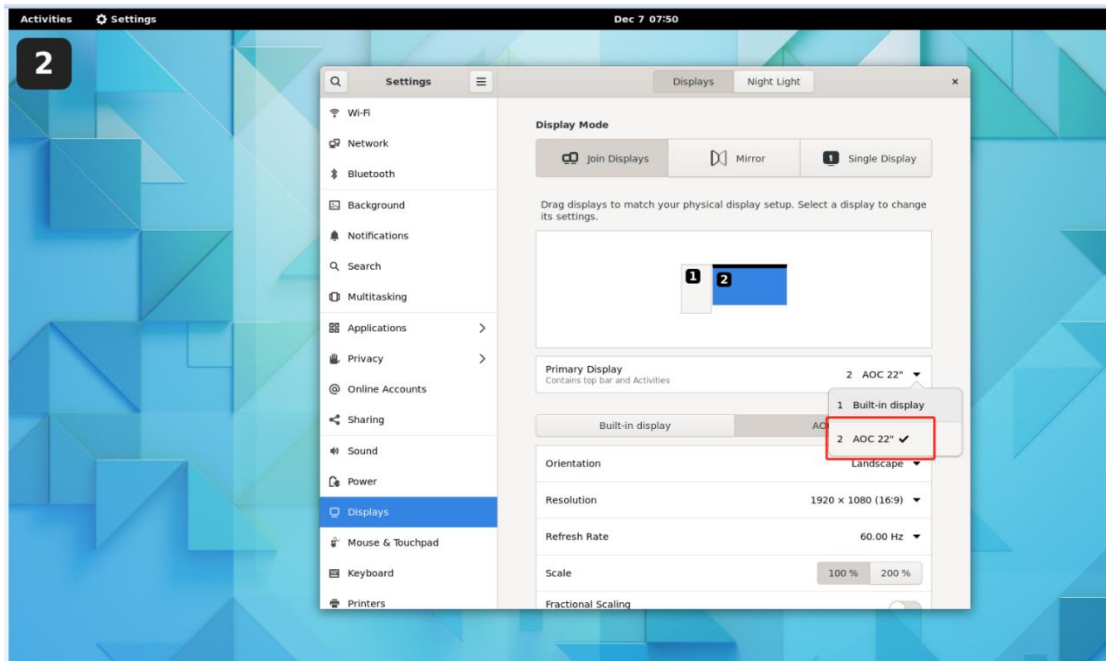 Activities Settings Dec 7 07:50
2
Settings
Displays Night Light
Wi-Fi
Network
Bluetooth
Background
Notifications
Search
Multitasking
Applications
Privacy
Online Accounts
Sharing
Sound
Power
Displays
Mouse & Touchpad
Keyboard
Printers
Display Mode
Join Displays Mirror 1 Single Display
Drag displays to match your physical display setup. Select a display to change
its settings.
1 2
Primary Display 2 AOC 22"
Contains top bar and Activities
1 Built-in display
2 AOC 22" ✔
Built-in display AO
Orientation Landscape
Resolution 1920 × 1080 (16:9)
Refresh Rate 60.00 Hz
Scale 100 % 200 %
Fractional Scaling